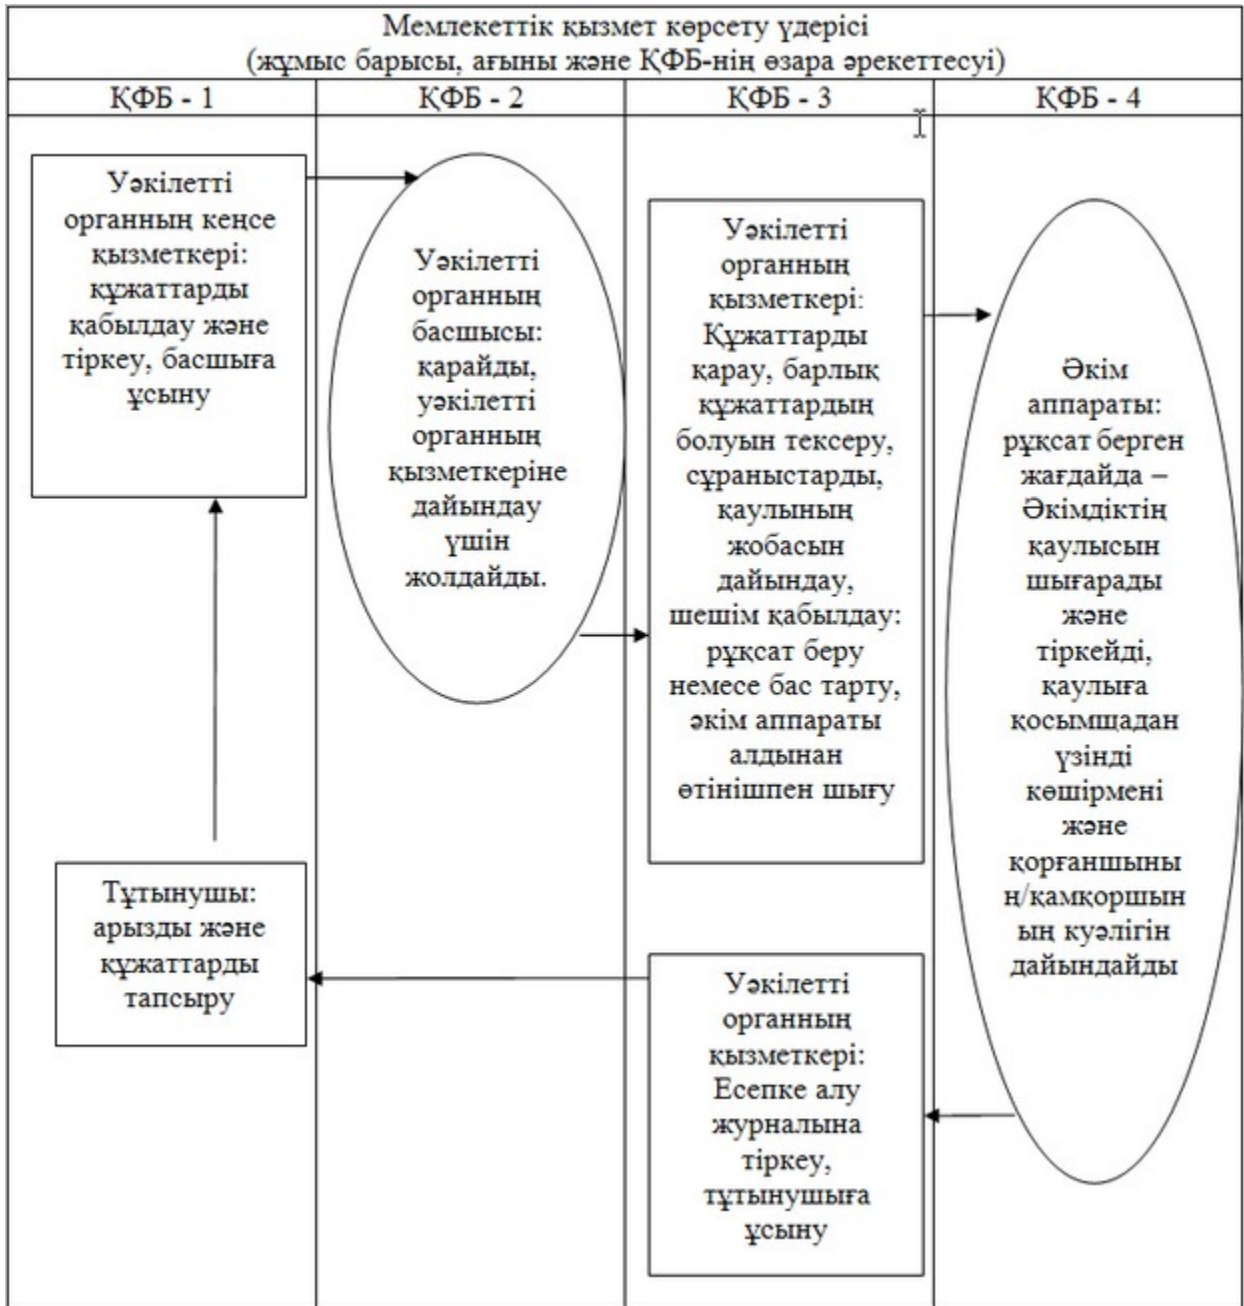 Мемлекеттік қызмет көрсету үдерісі
(жұмыс барысы, ағыны және ҚФБ-нің өзара әрекеттесуі)
ҚФБ - 1
ҚФБ - 2
ҚФБ - 3
ҚФБ - 4
Уәкілетті
органның кеңсе
қызметкері:
құжаттарды
қабылдау және
тіркеу, басшыға
ұсыну
Уәкілетті
органның
басшысы:
қарайды,
уәкілетті
органның
қызметкеріне
дайындау
үшін
жолдайды.
Уәкілетті
органның
қызметкері:
Құжаттарды
қарау, барлық
құжаттардың
болуын тексеру,
сұраныстарды,
қаулының
жобасын
дайындау,
шешім қабылдау:
рұқсат беру
немесе бас тарту,
әкім аппараты
алдынан
өтінішпен шығу
Әкім
аппараты:
рұқсат берген
жағдайда –
Әкімдіктің
қаулысын
шығарады
және
тіркейді,
қаулыға
қосымшадан
үзінді
көшірмені
және
қорғаншыны
ң/қамқоршын
ың куәлігін
дайындайды
Тұтынушы:
арызды және
құжаттарды
тапсыру
Уәкілетті
органның
қызметкері:
Есепке алу
журналына
тіркеу,
тұтынушыға
ұсыну